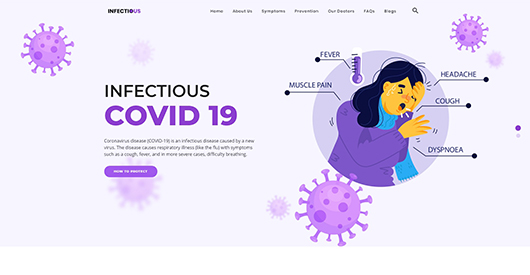 INFECTIOUS
Home About Us Symptoms Prevention Our Doctors FAQs Blogs
INFECTIOUS
COVID 19
Coronavirus disease (COVID-19) is an infectious disease caused by a new
virus. The disease causes respiratory illness (like the flu) with symptoms
such as a cough, fever, and in more severe cases, difficulty breathing.
HOW TO PROTECT
FEVER
MUSCLE PAIN
HEADACHE
COUGH
DYSPNOEA